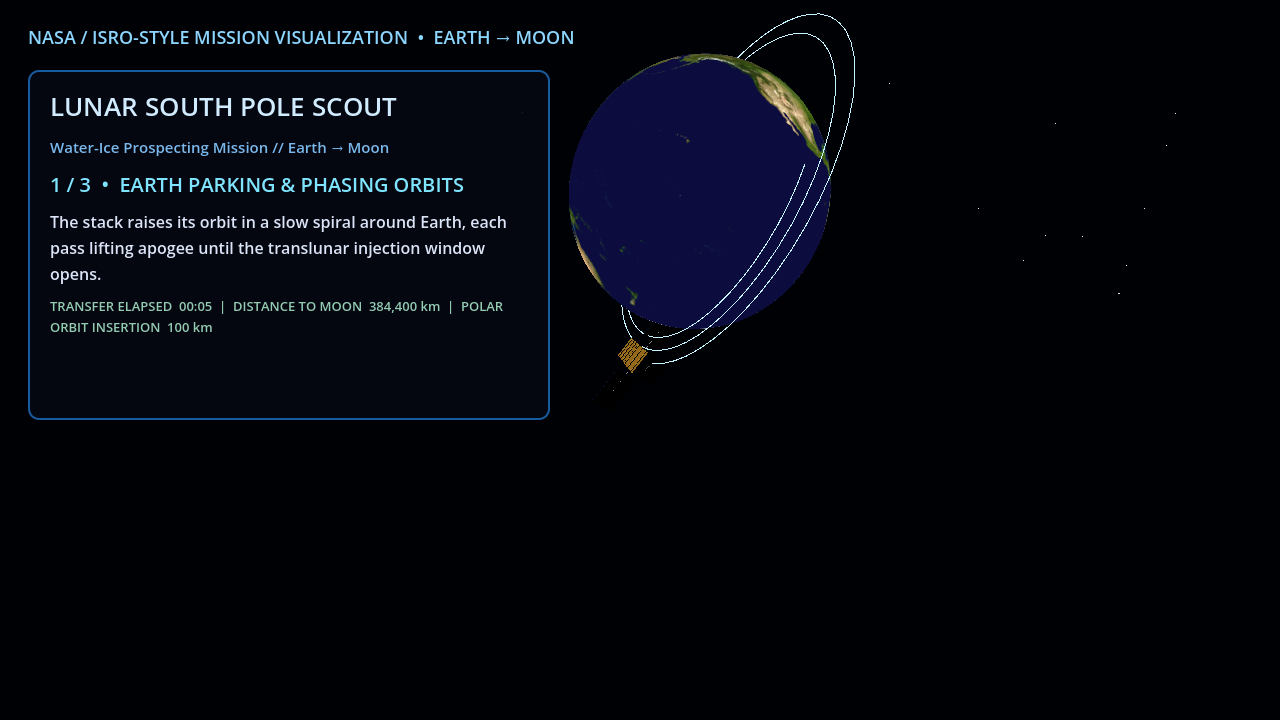 NASA / ISRO-STYLE MISSION VISUALIZATION • EARTH → MOON
LUNAR SOUTH POLE SCOUT
Water-Ice Prospecting Mission // Earth → Moon
1 / 3 • EARTH PARKING & PHASING ORBITS
The stack raises its orbit in a slow spiral around Earth, each
pass lifting apogee until the translunar injection window
opens.
TRANSFER ELAPSED 00:05 | DISTANCE TO MOON 384,400 km | POLAR
ORBIT INSERTION 100 km